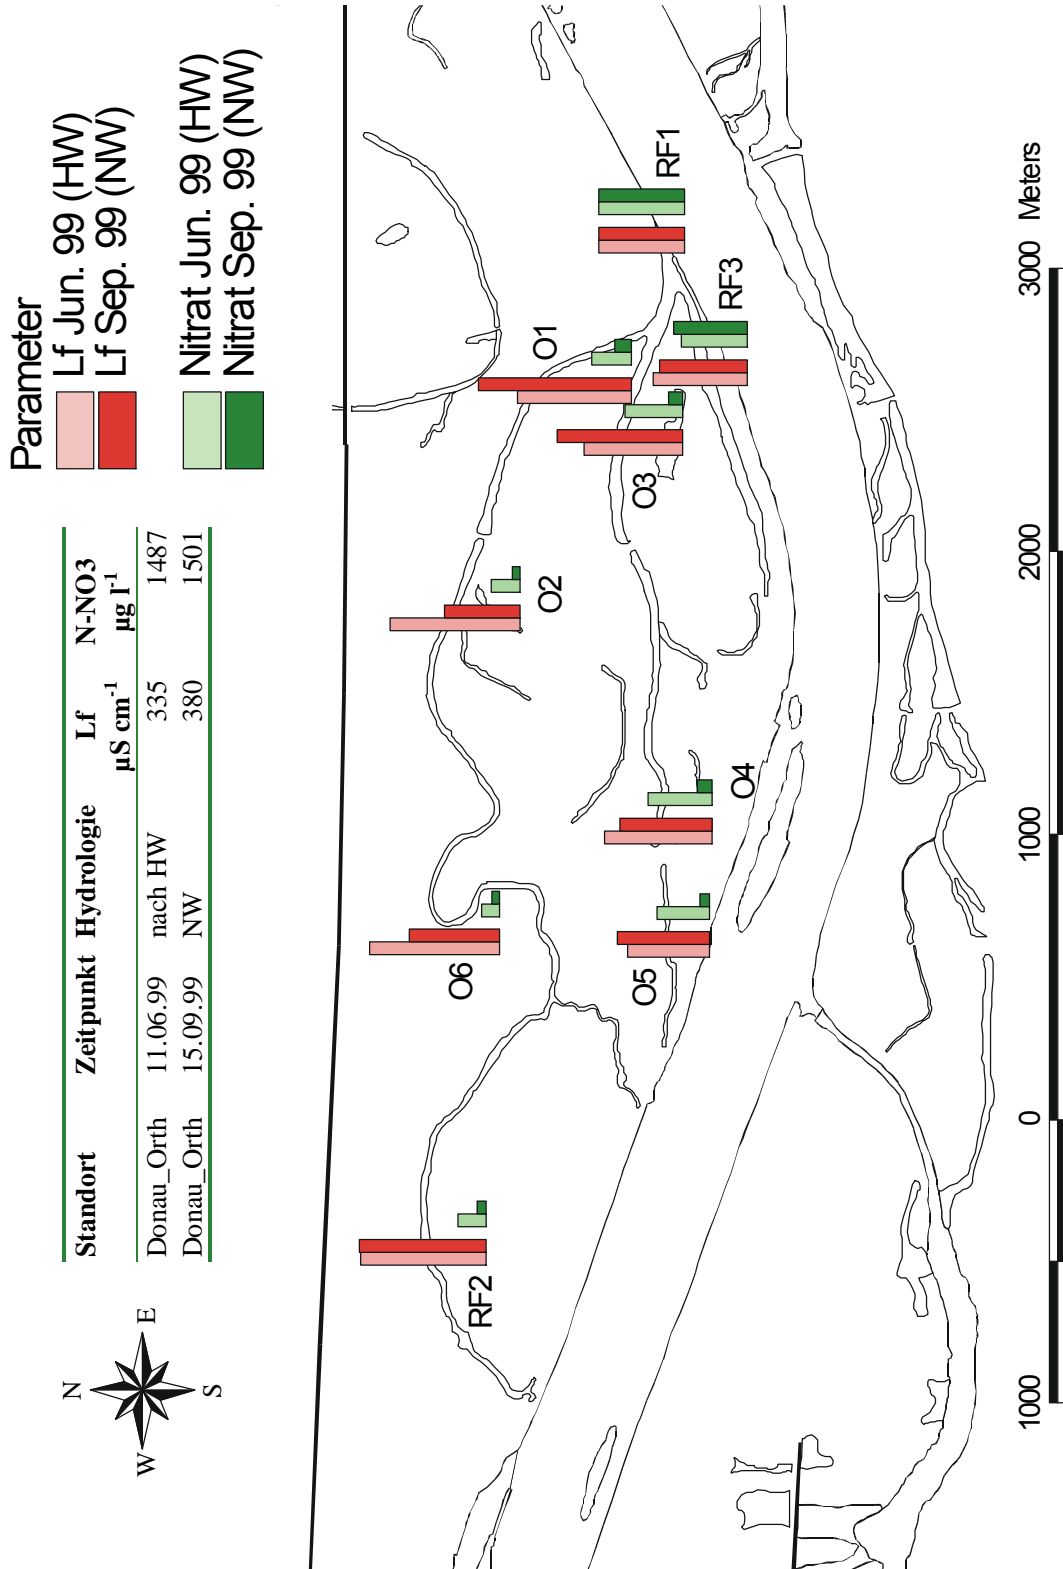 N
W E
S
Standort Zeitpunkt Hydrologie Lf N-NO3
µS cm-1 µg l-1
Donau_Orth 11.06.99 nach HW 335 1487
Donau_Orth 15.09.99 NW 380 1501
Parameter
Lf Jun. 99 (HW)
Lf Sep. 99 (NW)
Nitrat Jun. 99 (HW)
Nitrat Sep. 99 (NW)
RF2
O6
O5
O4
O2
O3
O1
RF3
RF1
1000 0 1000 2000 3000 Meters